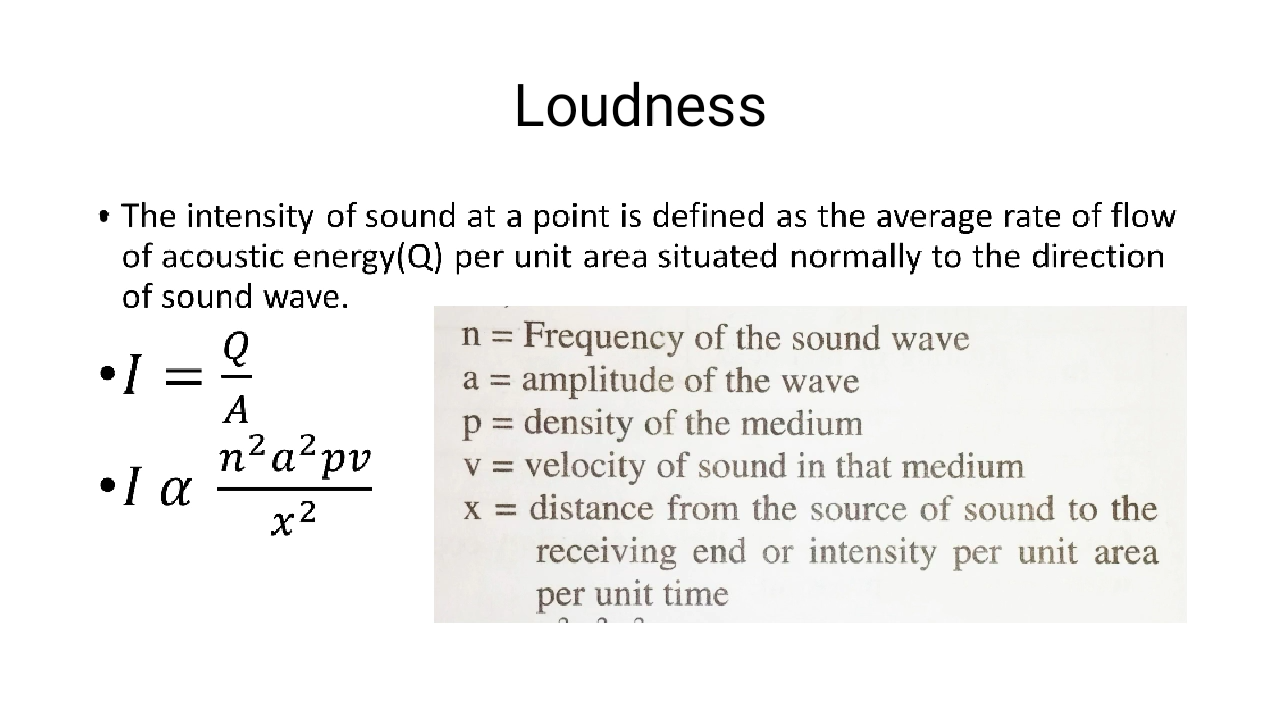 Loudness
• The intensity of sound at a point is defined as the average rate of flow
of acoustic energy(Q) per unit area situated normally to the direction
of sound wave.
• I = Q/A
• I α n²a²pv/x²
n = Frequency of the sound wave
a = amplitude of the wave
p = density of the medium
v = velocity of sound in that medium
x = distance from the source of sound to the
receiving end or intensity per unit area
per unit time